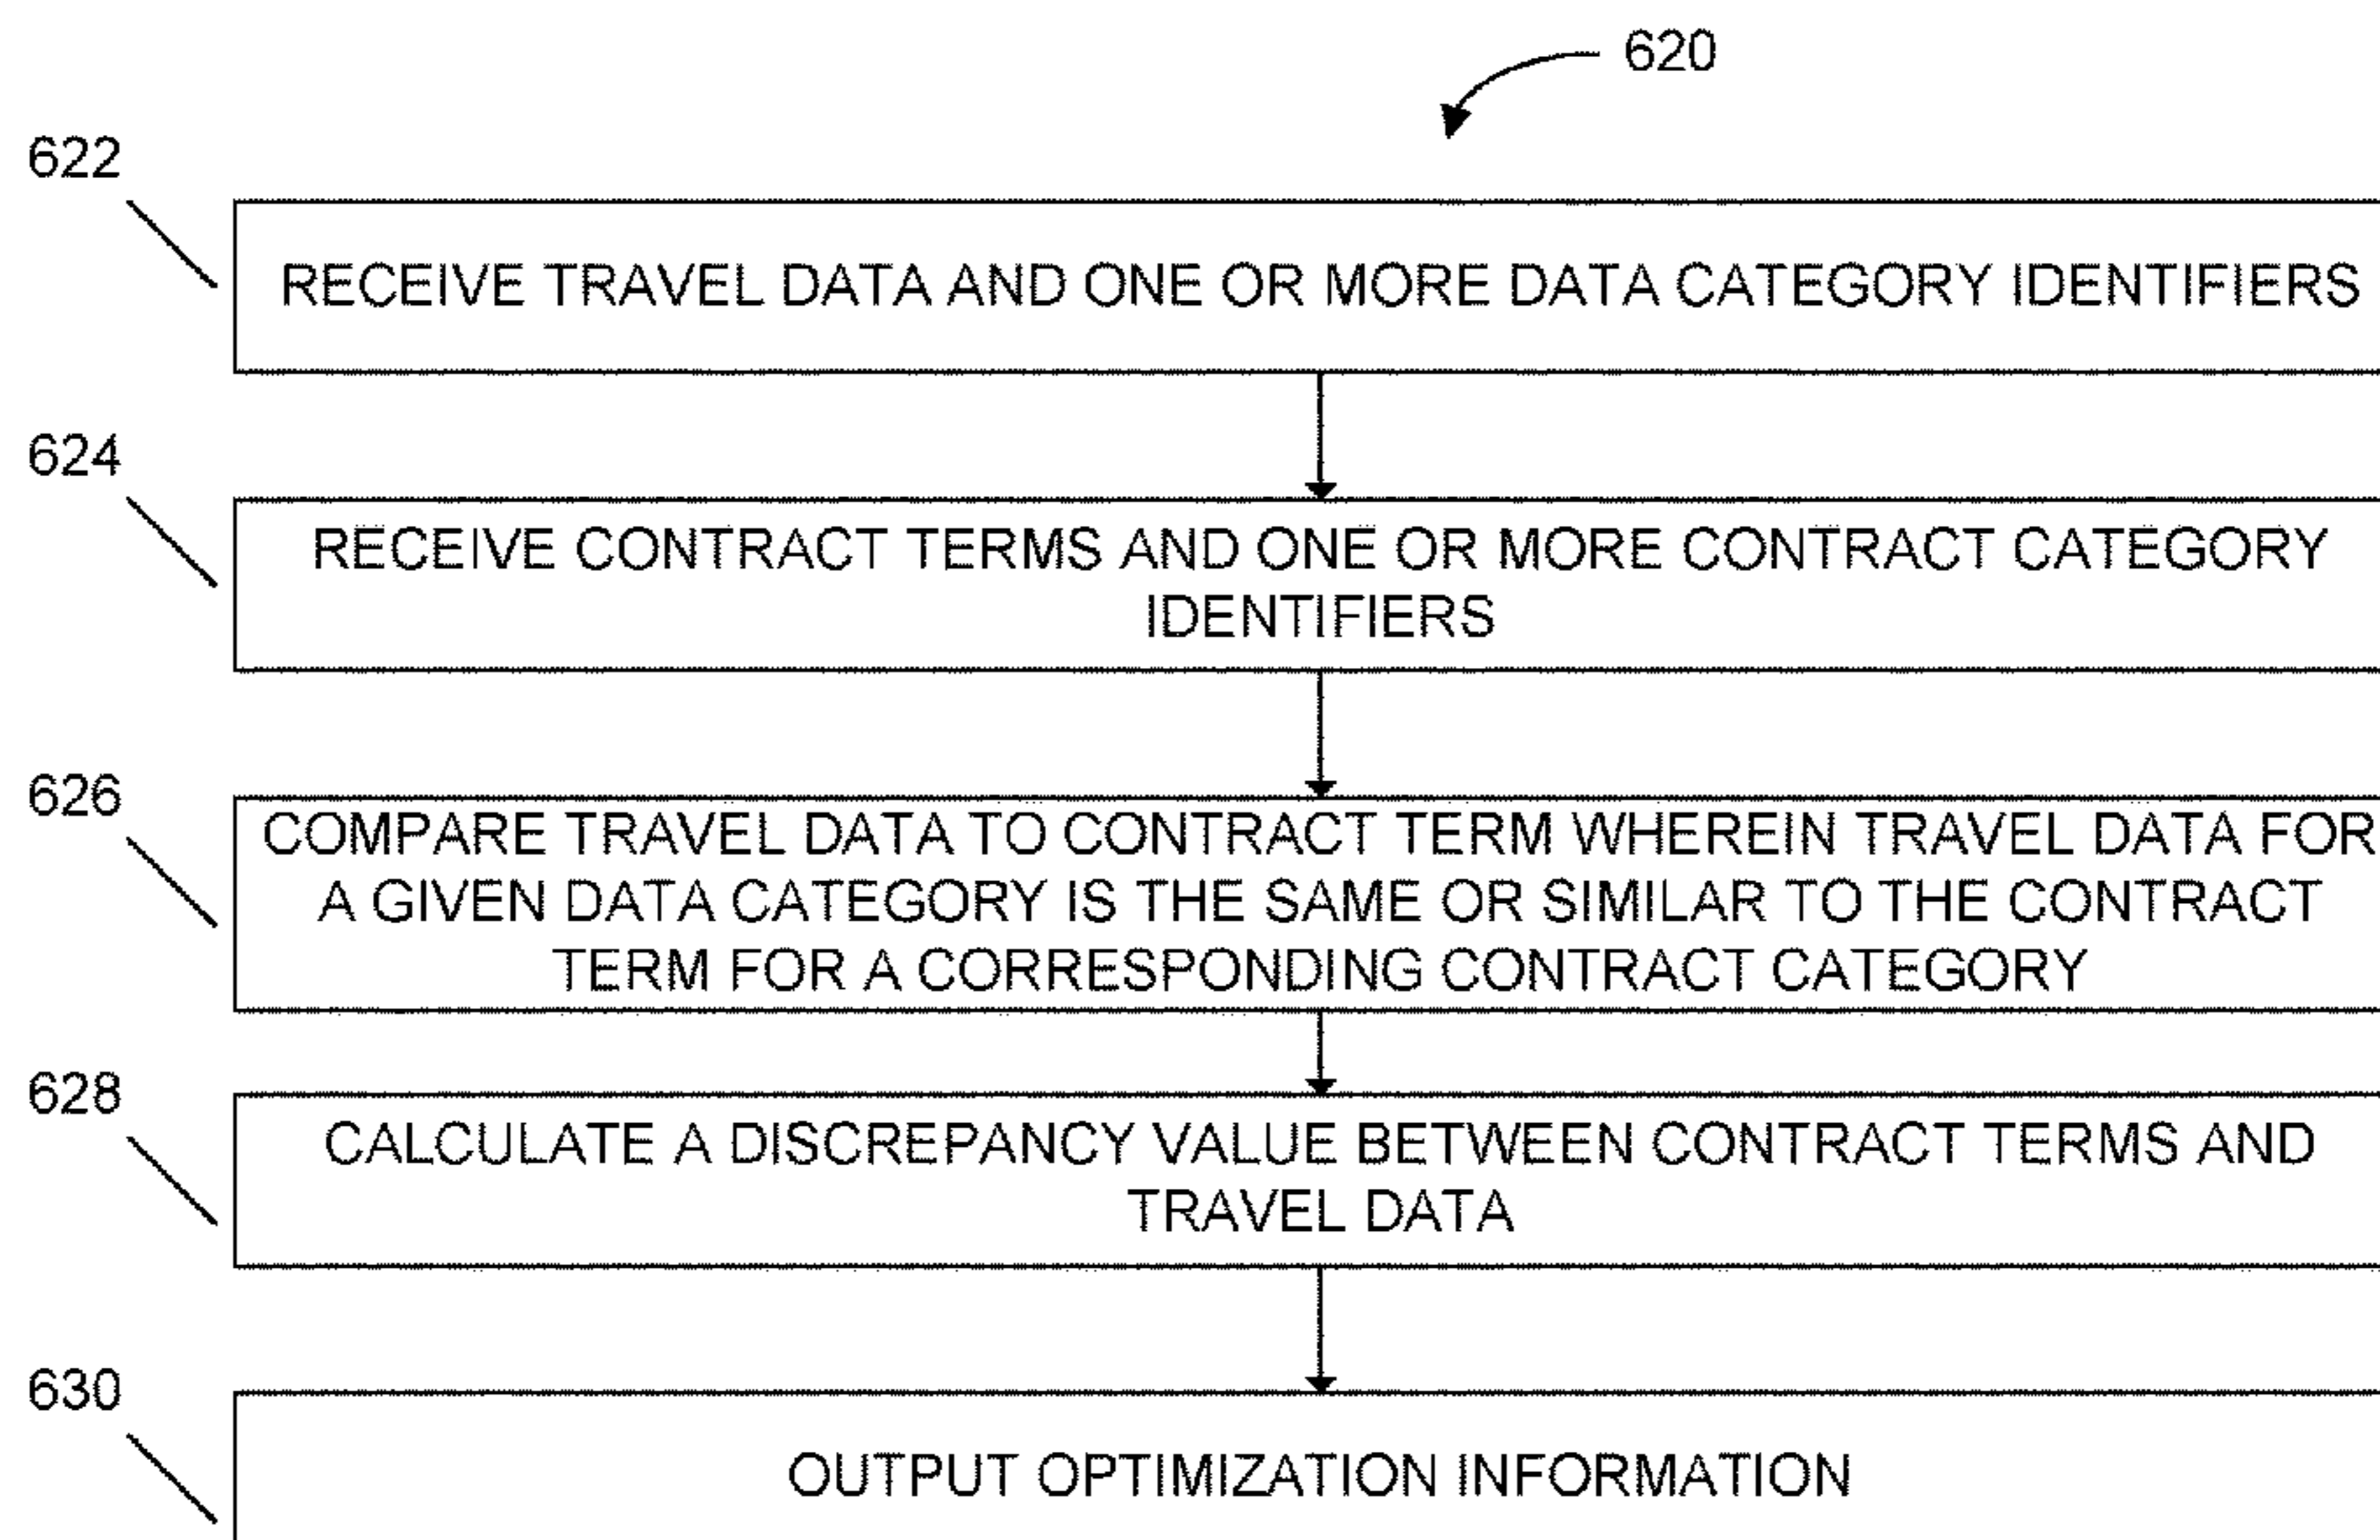 620
622
RECEIVE TRAVEL DATA AND ONE OR MORE DATA CATEGORY IDENTIFIERS
624
RECEIVE CONTRACT TERMS AND ONE OR MORE CONTRACT CATEGORY
IDENTIFIERS
626
COMPARE TRAVEL DATA TO CONTRACT TERM WHEREIN TRAVEL DATA FOR
A GIVEN DATA CATEGORY IS THE SAME OR SIMILAR TO THE CONTRACT
TERM FOR A CORRESPONDING CONTRACT CATEGORY
628
CALCULATE A DISCREPANCY VALUE BETWEEN CONTRACT TERMS AND
TRAVEL DATA
630
OUTPUT OPTIMIZATION INFORMATION